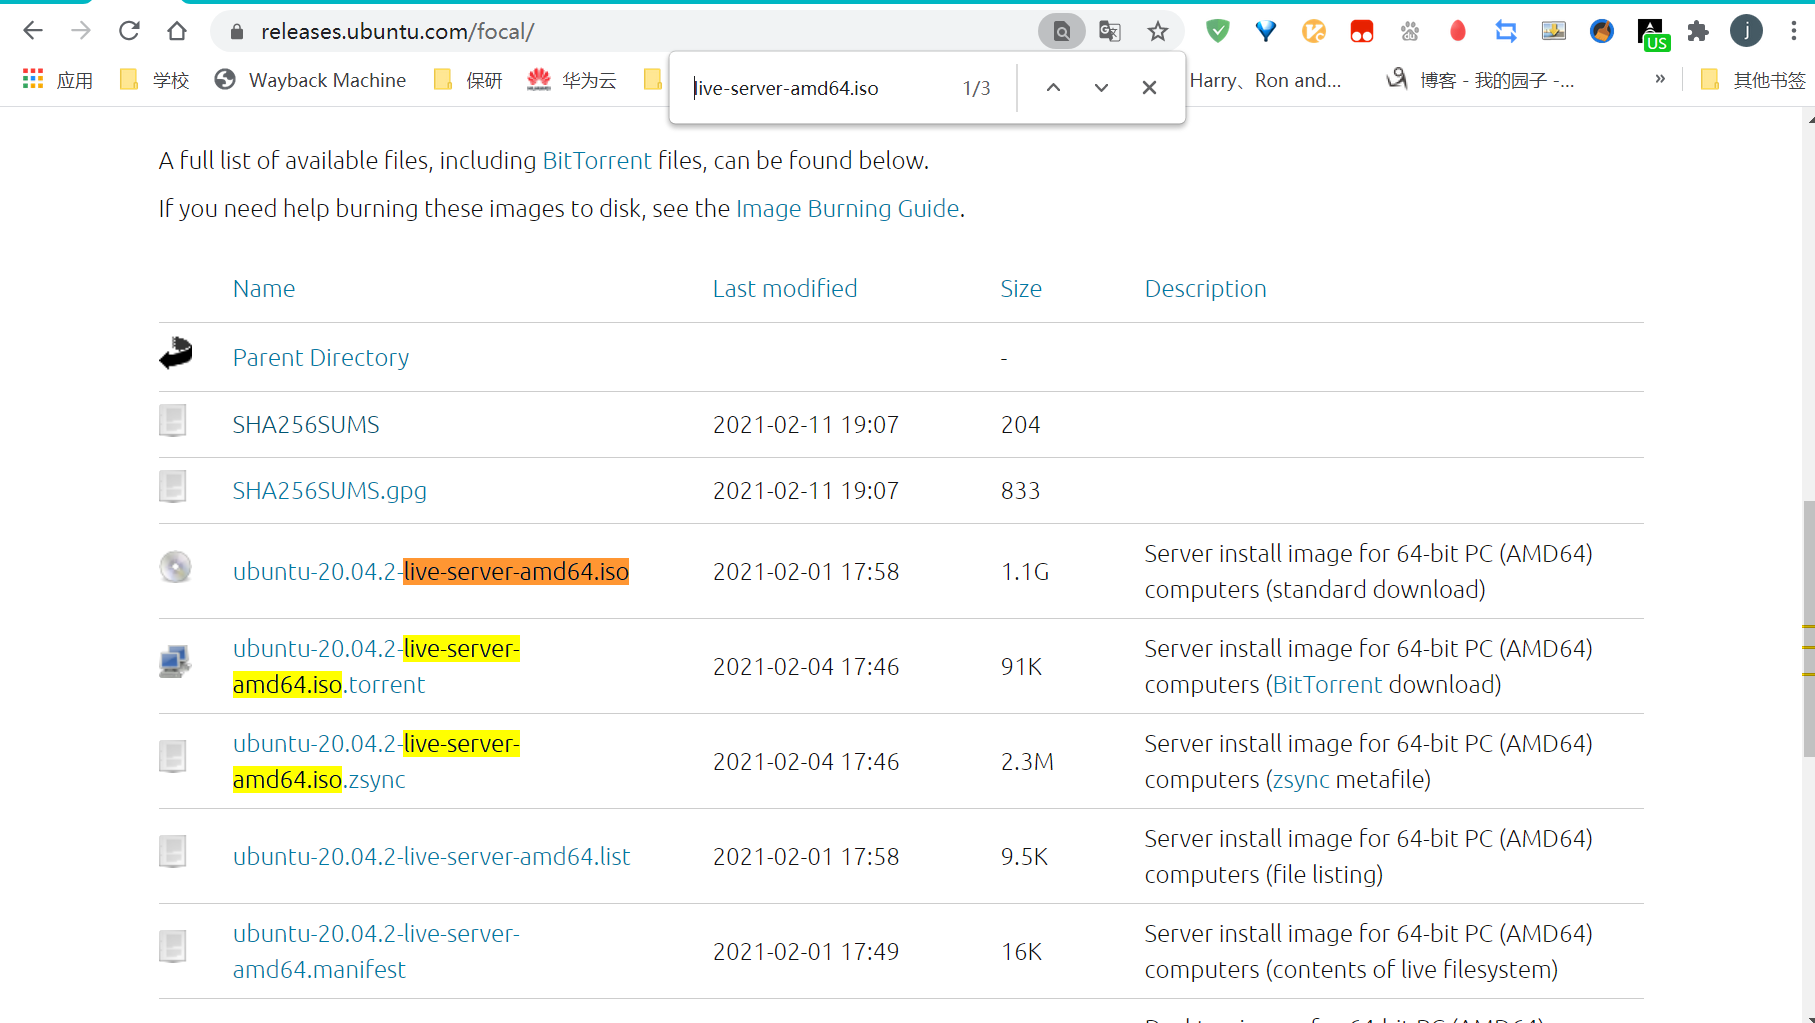 releases.ubuntu.com/focal/
j
US
应用
学校
Wayback Machine
保研
华为云
Harry、Ron and...
博客 - 我的园子 -...
»
其他书签
live-server-amd64.iso 1/3
A full list of available files, including BitTorrent files, can be found below.
If you need help burning these images to disk, see the Image Burning Guide.
Name Last modified Size Description
Parent Directory -
SHA256SUMS 2021-02-11 19:07 204
SHA256SUMS.gpg 2021-02-11 19:07 833
ubuntu-20.04.2-live-server-amd64.iso 2021-02-01 17:58 1.1G Server install image for 64-bit PC (AMD64)
computers (standard download)
ubuntu-20.04.2-live-server-
amd64.iso.torrent 2021-02-04 17:46 91K Server install image for 64-bit PC (AMD64)
computers (BitTorrent download)
ubuntu-20.04.2-live-server-
amd64.iso.zsync 2021-02-04 17:46 2.3M Server install image for 64-bit PC (AMD64)
computers (zsync metafile)
ubuntu-20.04.2-live-server-amd64.list 2021-02-01 17:58 9.5K Server install image for 64-bit PC (AMD64)
computers (file listing)
ubuntu-20.04.2-live-server-
amd64.manifest 2021-02-01 17:49 16K Server install image for 64-bit PC (AMD64)
computers (contents of live filesystem)